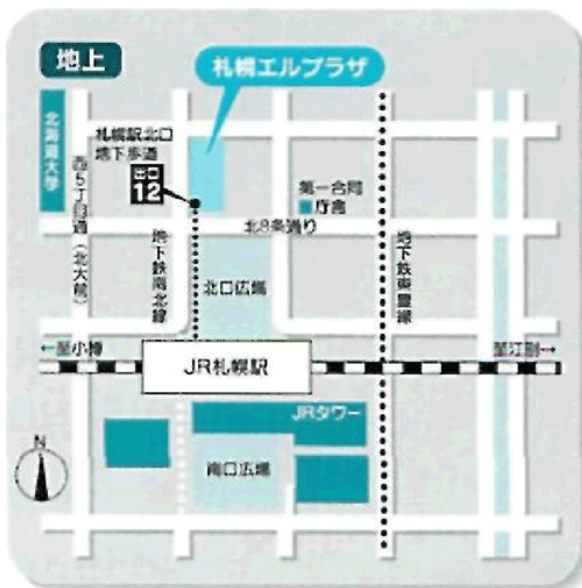 地上
札幌エルプラザ
北海道大学
札幌駅北口
地下歩道
出口
12
西5丁目通(北大前)
第一合同
庁舎
北8条通り
地下鉄南北線
地下鉄東豊線
北口広場
←至小樽
至江別→
JR札幌駅
JRタワー
南口広場
N